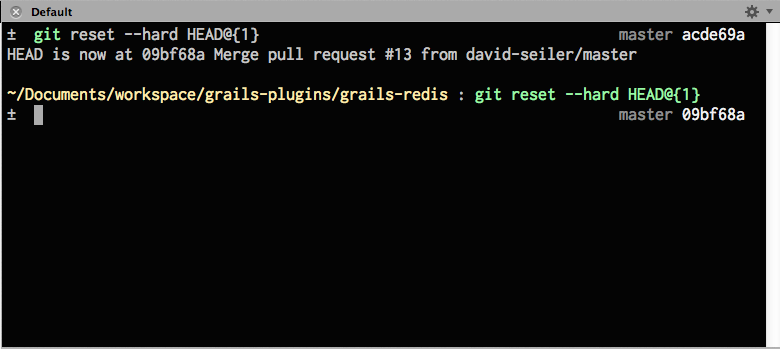 Default
± git reset --hard HEAD@{1} master acde69a
HEAD is now at 09bf68a Merge pull request #13 from david-seiler/master
~/Documents/workspace/grails-plugins/grails-redis : git reset --hard HEAD@{1}
± master 09bf68a